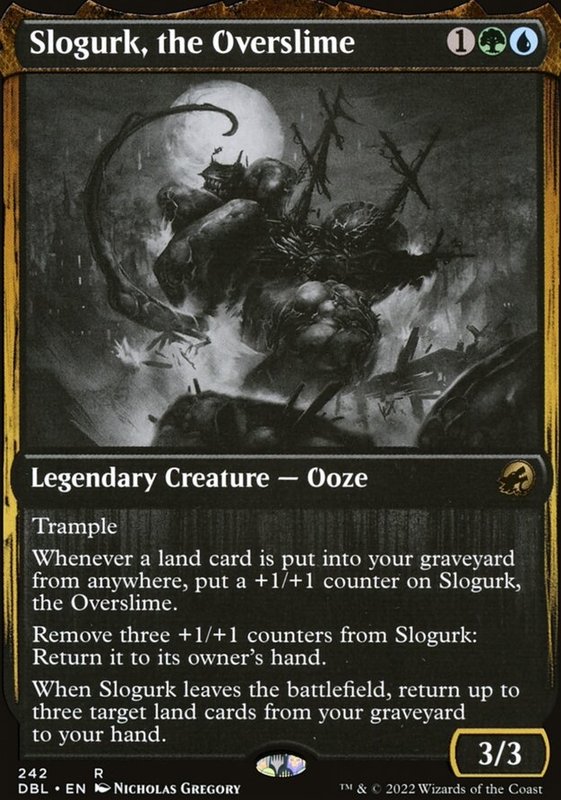 Slogurk, the Overslime 1
Legendary Creature — Ooze
Trample
Whenever a land card is put into your graveyard
from anywhere, put a +1/+1 counter on Slogurk,
the Overslime.
Remove three +1/+1 counters from Slogurk:
Return it to its owner's hand.
When Slogurk leaves the battlefield, return up to
three target land cards from your graveyard
to your hand.
3/3
242 R
DBL • EN Nicholas Gregory
™ & © 2022 Wizards of the Coast